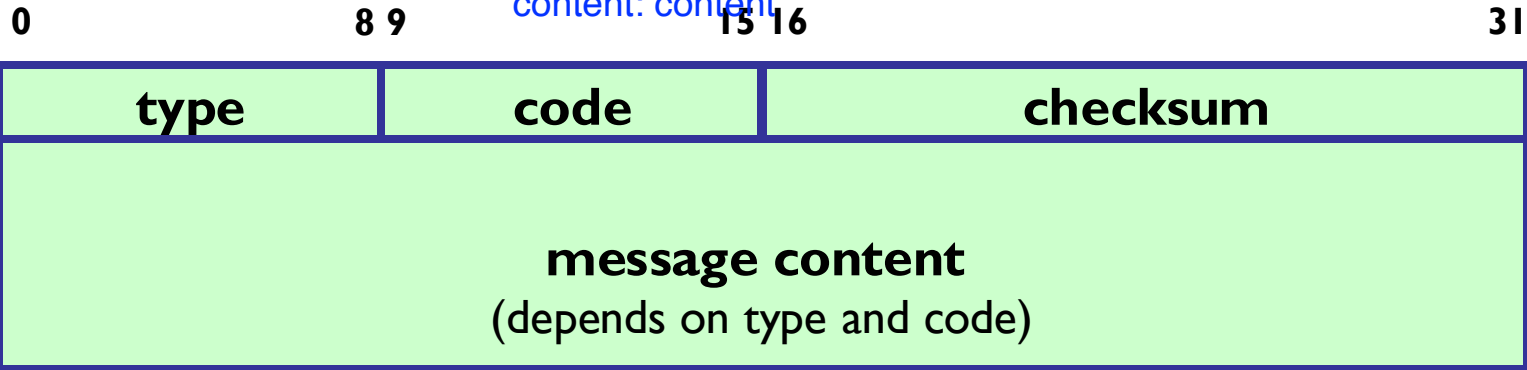 content: content
0 8 9 15 16 31
type code checksum
message content
(depends on type and code)